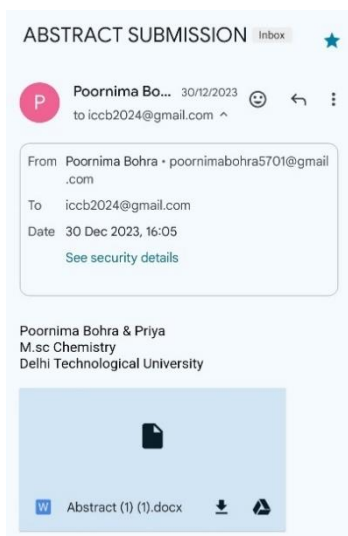 ABSTRACT SUBMISSION Inbox
P
Poornima Bo... 30/12/2023
to iccb2024@gmail.com
From Poornima Bohra • poornimabohra5701@gmail
.com
To iccb2024@gmail.com
Date 30 Dec 2023, 16:05
See security details
Poornima Bohra & Priya
M.sc Chemistry
Delhi Technological University
W Abstract (1) (1).docx